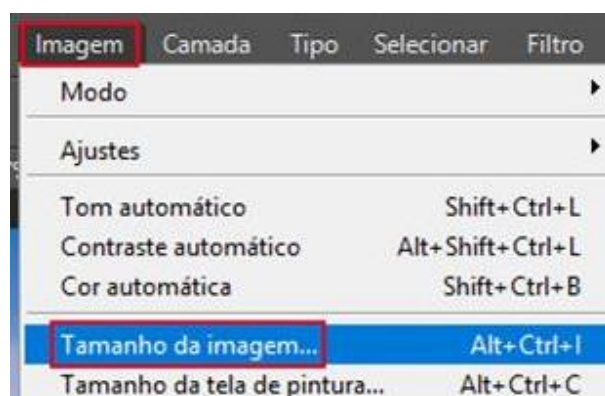 Imagem Camada Tipo Selecionar Filtro
Modo
Ajustes
Tom automático Shift+Ctrl+L
Contraste automático Alt+Shift+Ctrl+L
Cor automática Shift+Ctrl+B
Tamanho da imagem... Alt+Ctrl+I
Tamanho da tela de pintura... Alt+Ctrl+C